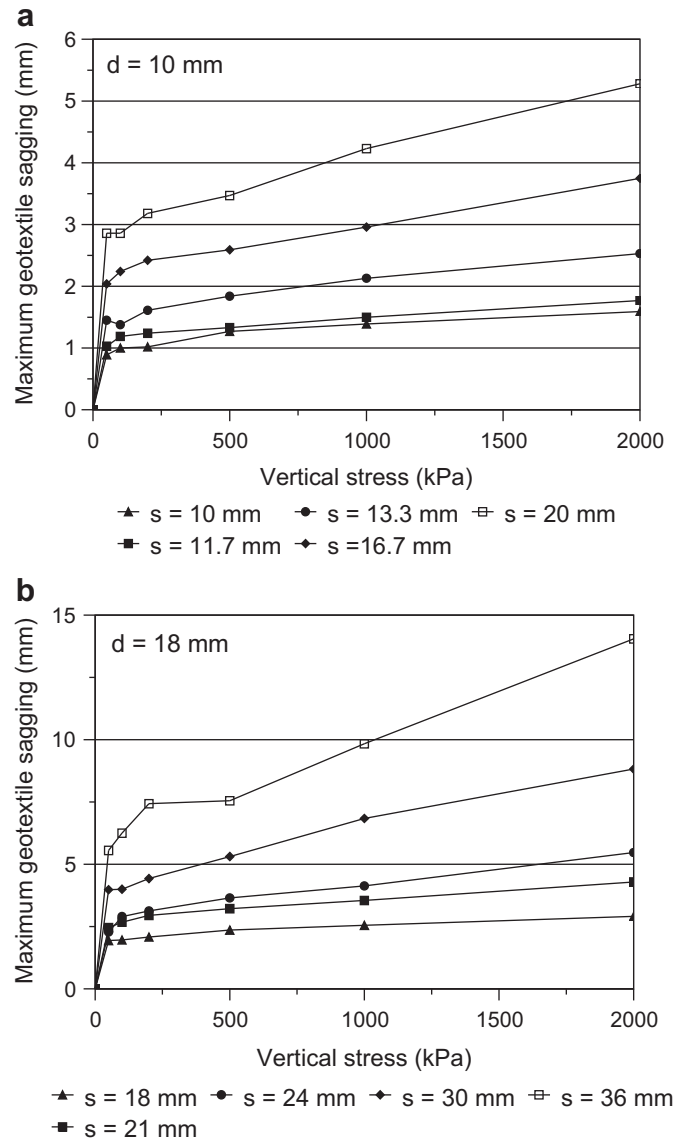 a
d = 10 mm
Maximum geotextile sagging (mm)
6
5
4
3
2
1
0
0 500 1000 1500 2000
Vertical stress (kPa)
s = 10 mm s = 13.3 mm s = 20 mm
s = 11.7 mm s =16.7 mm
b
d = 18 mm
Maximum geotextile sagging (mm)
15
10
5
0
0 500 1000 1500 2000
Vertical stress (kPa)
s = 18 mm s = 24 mm s = 30 mm s = 36 mm
s = 21 mm